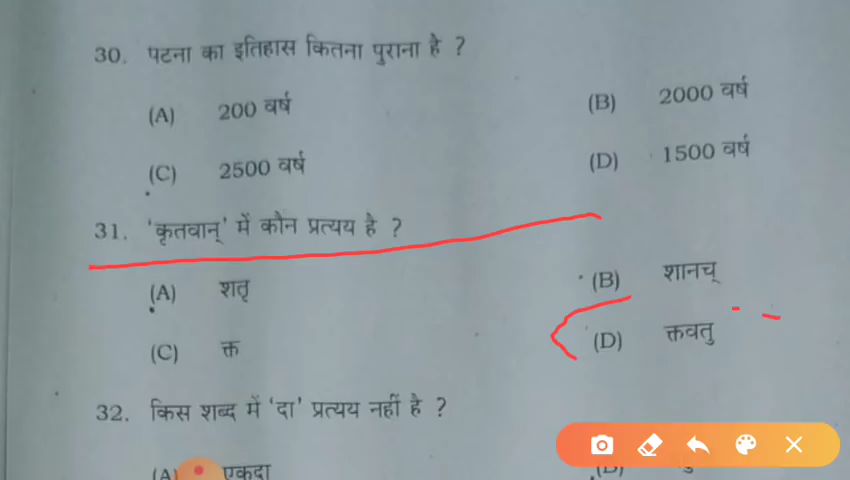 30. पटना का इतिहास कितना पुराना है ?
(A) 200 वर्ष (B) 2000 वर्ष
(C) 2500 वर्ष (D) 1500 वर्ष
31. 'कृतवान्' में कौन प्रत्यय है ?
(A) शतृ (B) शानच्
(C) क्त (D) क्तवतु
32. किस शब्द में 'दा' प्रत्यय नहीं है ?
(A) एकदा